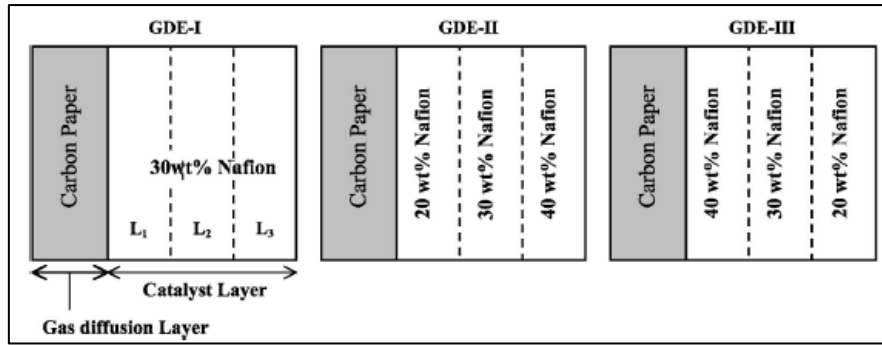 GDE-I
GDE-II
GDE-III
Carbon Paper
30wt% Nafion
L₁ L₂ L₃
Carbon Paper
20 wt% Nafion
30 wt% Nafion
40 wt% Nafion
Carbon Paper
40 wt% Nafion
30 wt% Nafion
20 wt% Nafion
Catalyst Layer
Gas diffusion Layer